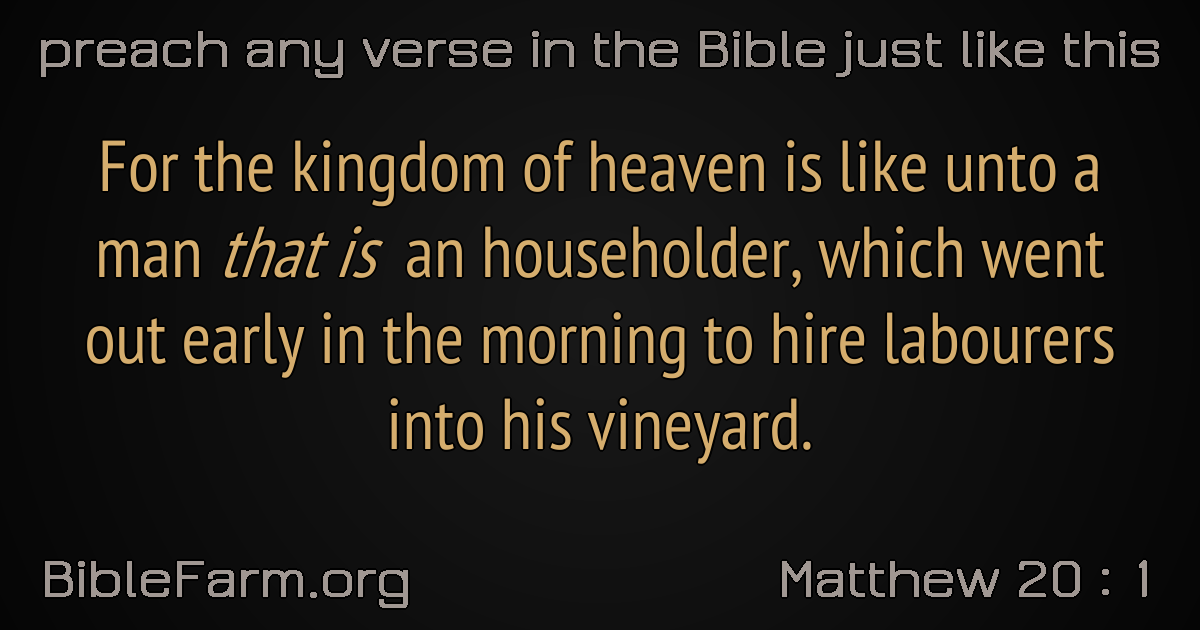 preach any verse in the Bible just like this
For the kingdom of heaven is like unto a
man that is an householder, which went
out early in the morning to hire labourers
into his vineyard.
BibleFarm.org
Matthew 20 : 1